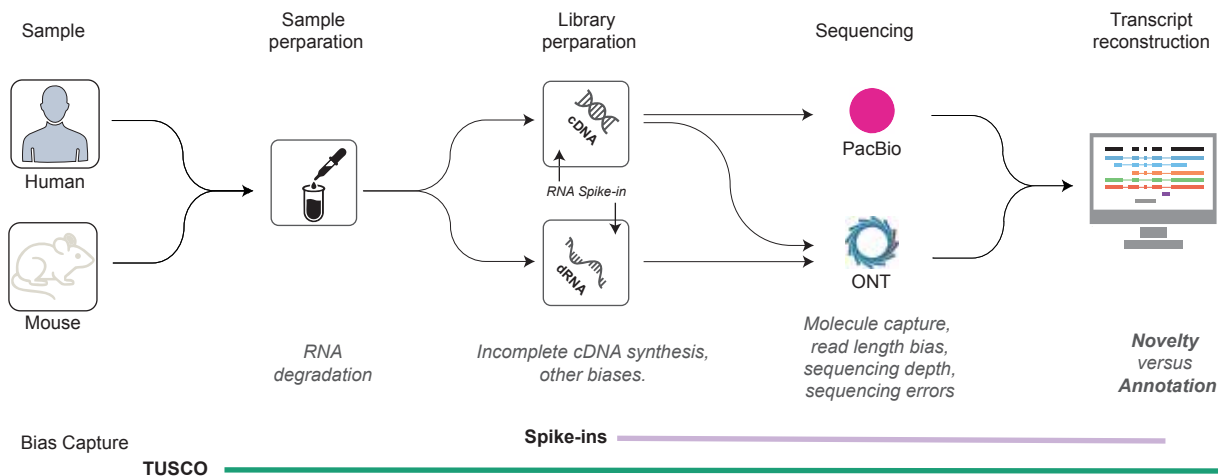 Sample
Sample
perparation
Library
perparation
Sequencing
Transcript
reconstruction
Human
Mouse
cDNA
RNA Spike-in
dRNA
PacBio
ONT
RNA
degradation
Incomplete cDNA synthesis,
other biases.
Molecule capture,
read length bias,
sequencing depth,
sequencing errors
Novelty
versus
Annotation
Bias Capture
Spike-ins
TUSCO